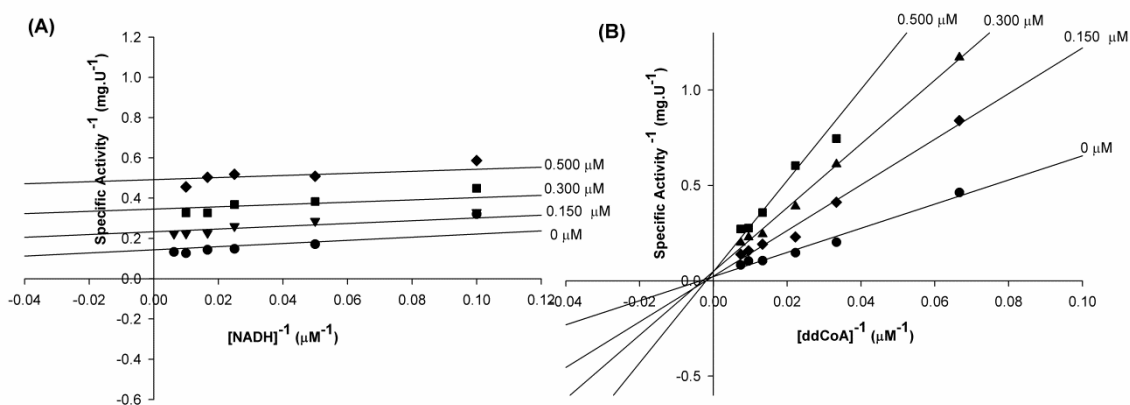 (A)
Specific Activity -1 (mg.U-1)
1.2
1.0
0.8
0.6
0.4
0.2
0.0
-0.2
-0.4
-0.6
0.500 μM
0.300 μM
0.150 μM
0 μM
-0.04 -0.02 0.00 0.02 0.04 0.06 0.08 0.10 0.12
[NADH]-1 (μM-1)
(B)
Specific Activity -1 (mg.U-1)
1.0
0.5
0.0
-0.5
0.500 μM
0.300 μM
0.150 μM
0 μM
-0.04 -0.02 0.00 0.02 0.04 0.06 0.08 0.10
[ddCoA]-1 (μM-1)